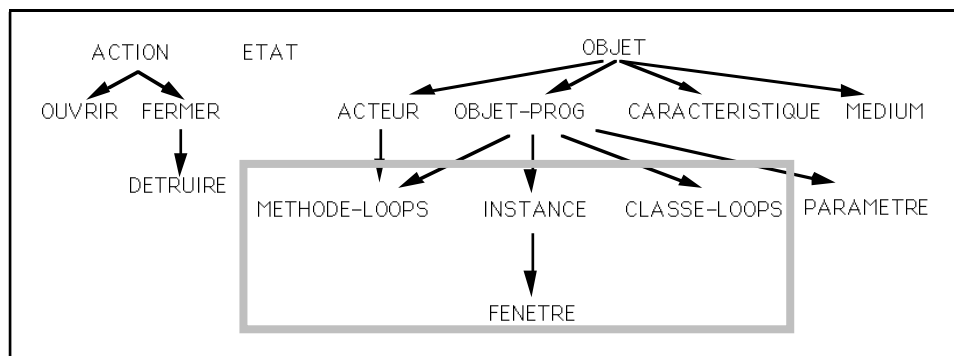 ACTION ETAT OBJET
OUVRIR FERMER ACTEUR OBJET-PROG CARACTERISTIQUE MEDIUM
DETRUIRE
METHODE-LOOPS INSTANCE CLASSE-LOOPS PARAMETRE
FENETRE